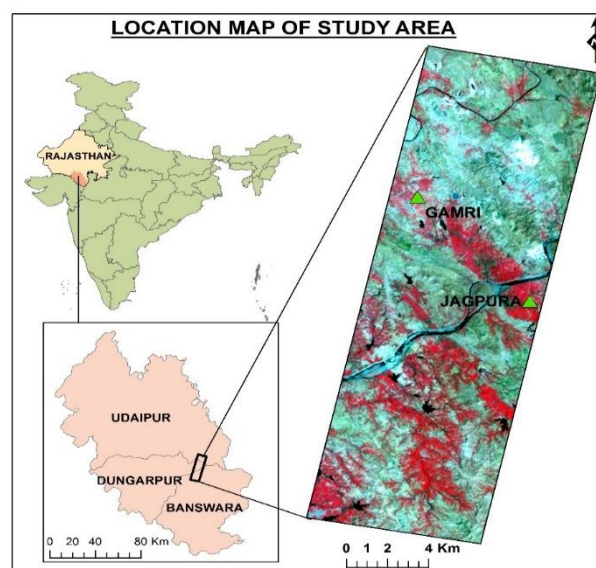 LOCATION MAP OF STUDY AREA
RAJASTHAN
GAMRI
JAGPURA
UDAIPUR
DUNGARPUR
BANSWARA
0 40 80 Km
0 1 2 4 Km